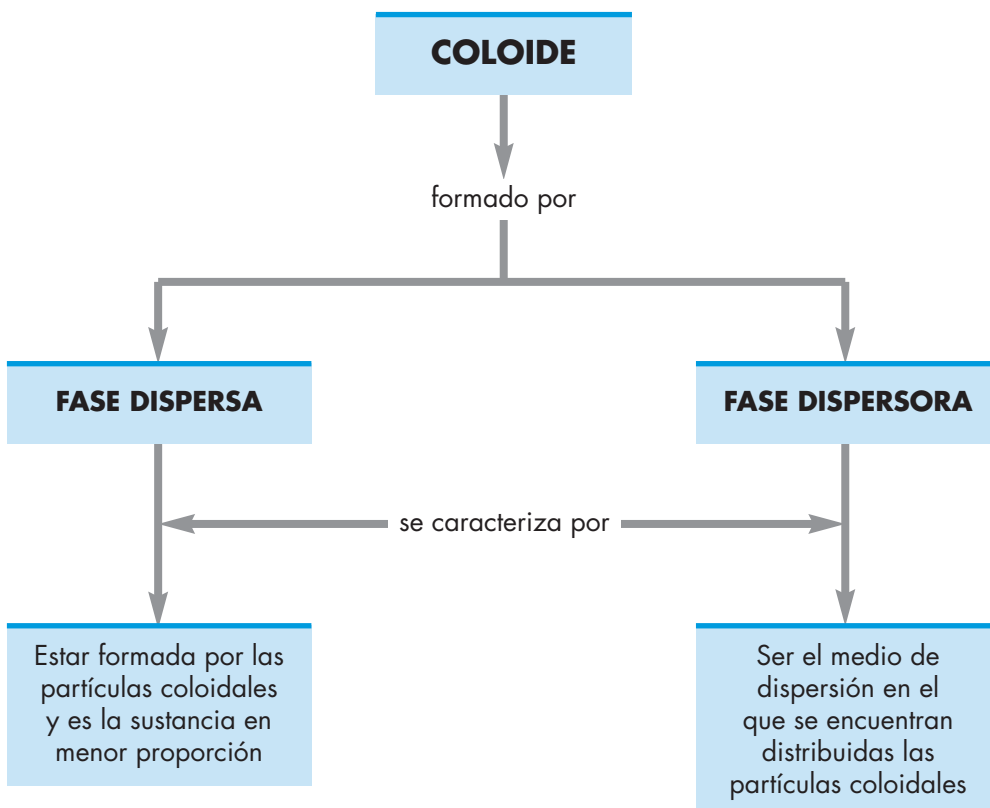 COLOIDE
formado por
FASE DISPERSA
FASE DISPERSORA
se caracteriza por
Estar formada por las
partículas coloidales
y es la sustancia en
menor proporción
Ser el medio de
dispersión en el
que se encuentran
distribuidas las
partículas coloidales